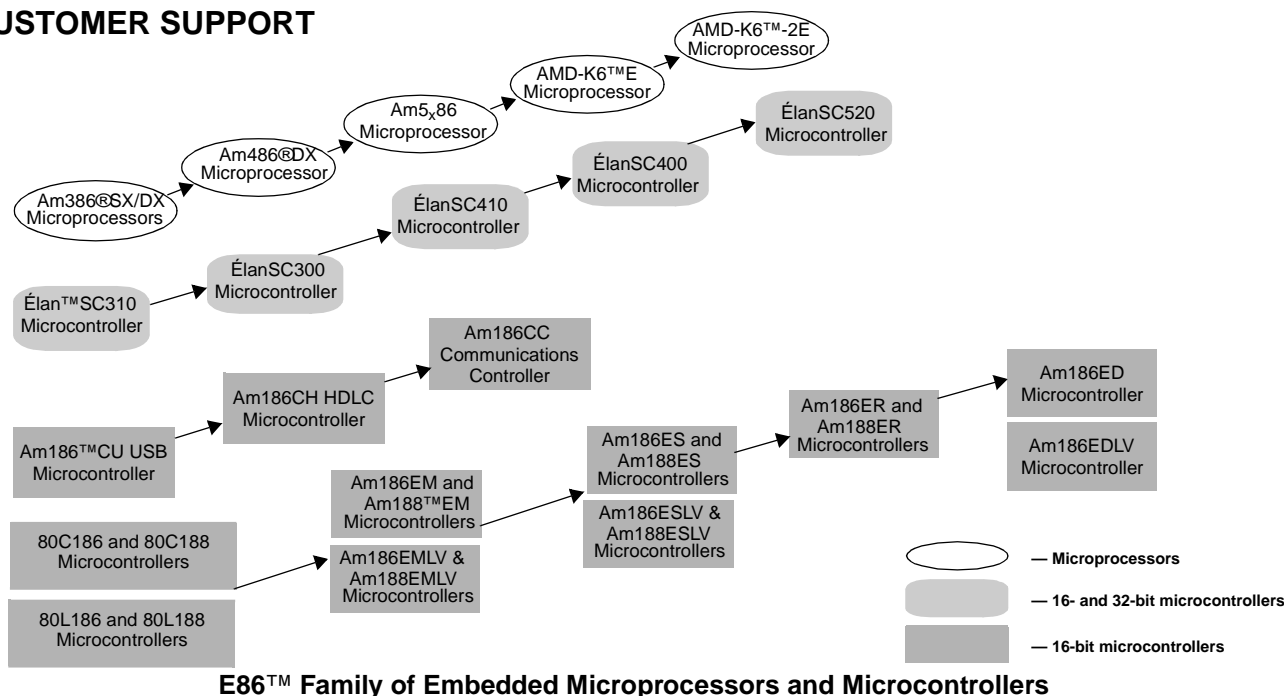 USTOMER SUPPORT
AMD-K6™-2E
Microprocessor
AMD-K6™E
Microprocessor
Am5x86
Microprocessor
Am486®DX
Microprocessor
Am386®SX/DX
Microprocessors
ÉlanSC520
Microcontroller
ÉlanSC400
Microcontroller
ÉlanSC410
Microcontroller
ÉlanSC300
Microcontroller
Élan™SC310
Microcontroller
Am186CC
Communications
Controller
Am186CH HDLC
Microcontroller
Am186™CU USB
Microcontroller
Am186ED
Microcontroller
Am186EDLV
Microcontroller
Am186ER and
Am188ER
Microcontrollers
Am186ES and
Am188ES
Microcontrollers
Am186ESLV &
Am188ESLV
Microcontrollers
Am186EM and
Am188™EM
Microcontrollers
Am186EMLV &
Am188EMLV
Microcontrollers
80C186 and 80C188
Microcontrollers
80L186 and 80L188
Microcontrollers
— Microprocessors
— 16- and 32-bit microcontrollers
— 16-bit microcontrollers
E86™ Family of Embedded Microprocessors and Microcontrollers